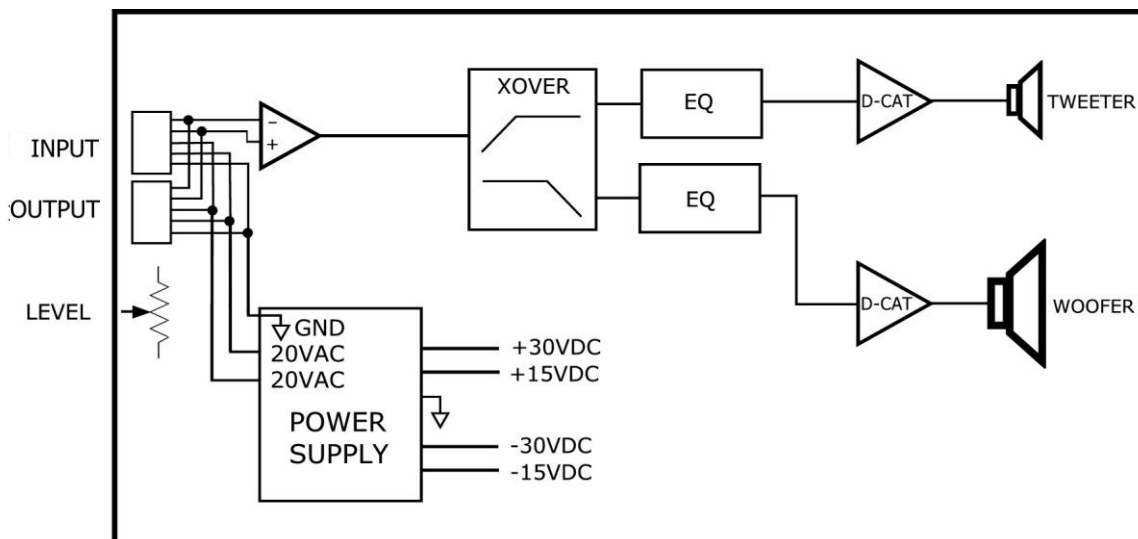 XOVER
EQ
D-CAT
TWEETER
INPUT
−
+
OUTPUT
EQ
LEVEL
D-CAT
WOOFER
GND
20VAC
20VAC
POWER
SUPPLY
+30VDC
+15VDC
-30VDC
-15VDC